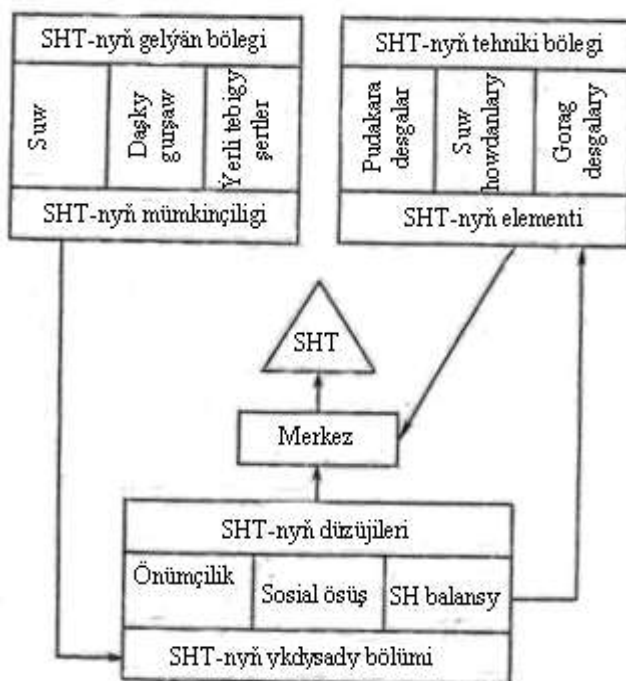 SHT-nyň gelýän bölegi
Suw
Daşky
gurşaw
Ýerli tebigy
şertler
SHT-nyň mümkinçiligi
SHT-nyň tehniki bölegi
Pudakara
desgalar
Suw
howdanlary
Gorag
desgalary
SHT-nyň elementi
SHT
Merkez
SHT-nyň düzüjileri
Önümçilik
Sosial ösüş
SH balansy
SHT-nyň ykdysady bölümi